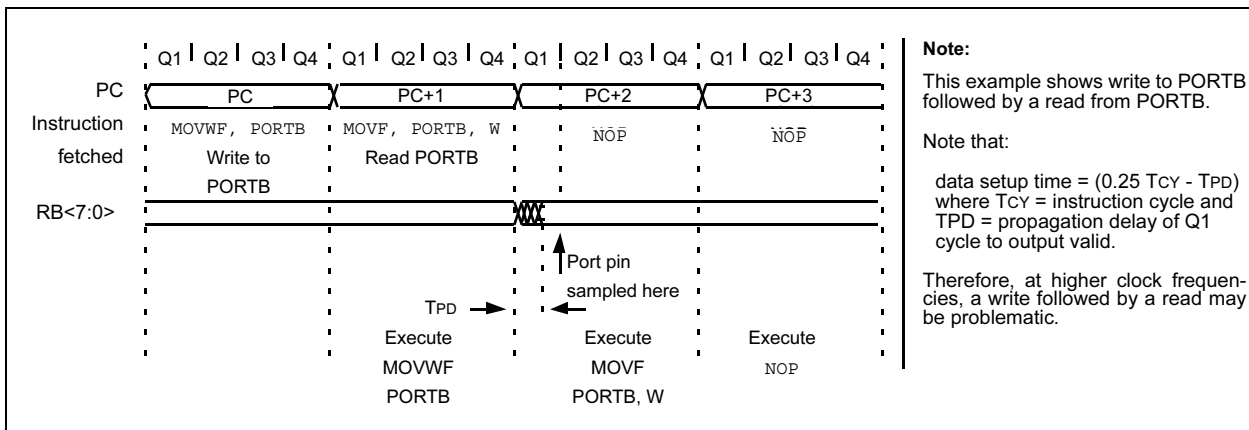 Q1 Q2 Q3 Q4 Q1 Q2 Q3 Q4 Q1 Q2 Q3 Q4 Q1 Q2 Q3 Q4
PC PC PC+1 PC+2 PC+3
Instruction fetched
MOVWF, PORTB
Write to
PORTB
MOVF, PORTB, W
Read PORTB
NOP
NOP
RB<7:0>
Port pin
sampled here
TPD
Execute
MOVWF
PORTB
Execute
MOVF
PORTB, W
Execute
NOP
Note:
This example shows write to PORTB
followed by a read from PORTB.
Note that:
data setup time = (0.25 TCY - TPD)
where TCY = instruction cycle and
TPD = propagation delay of Q1
cycle to output valid.
Therefore, at higher clock frequen-
cies, a write followed by a read may
be problematic.